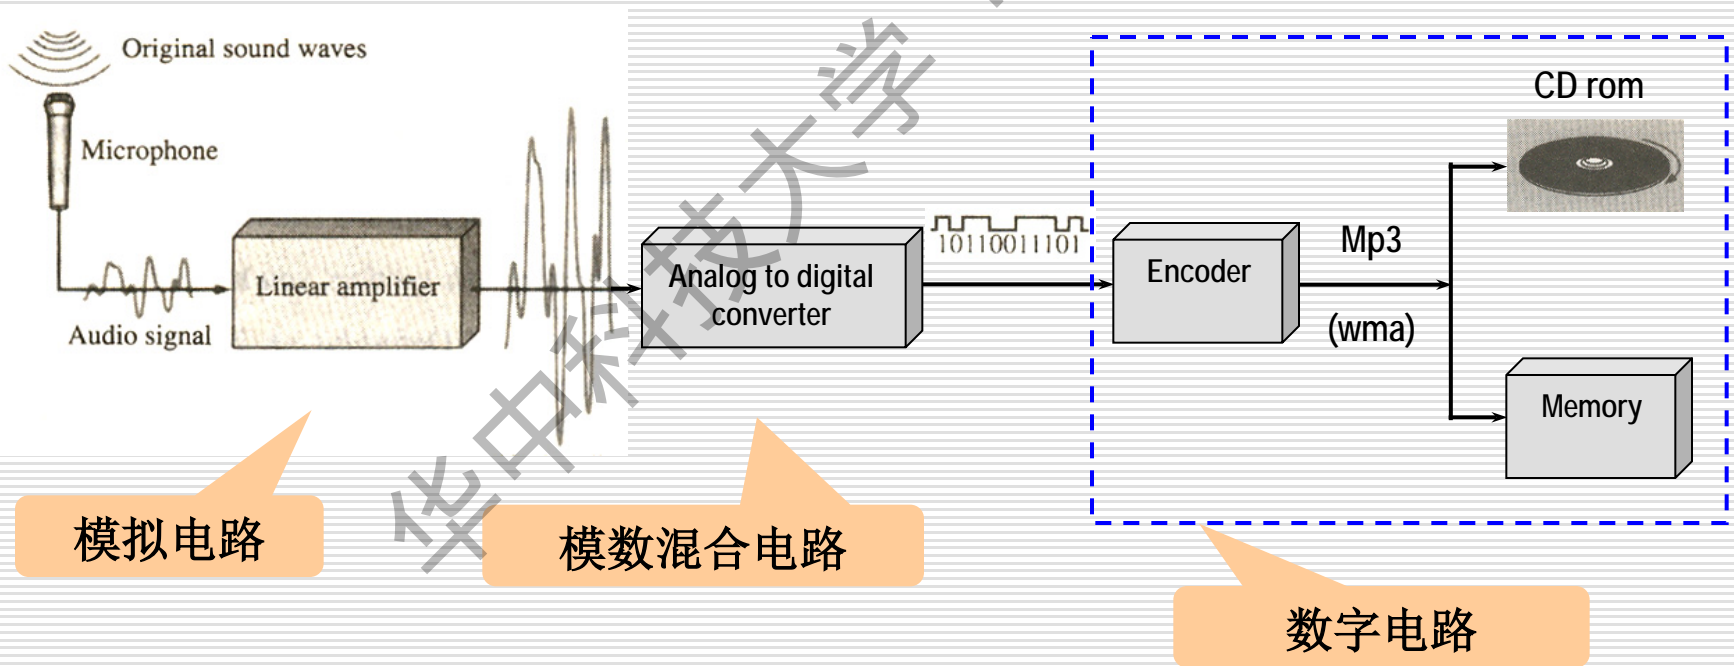 Original sound waves
Microphone
Audio signal
Linear amplifier
Analog to digital
converter
10110011101
Encoder
Mp3
(wma)
CD rom
Memory
模拟电路
模数混合电路
数字电路
华中科技大学